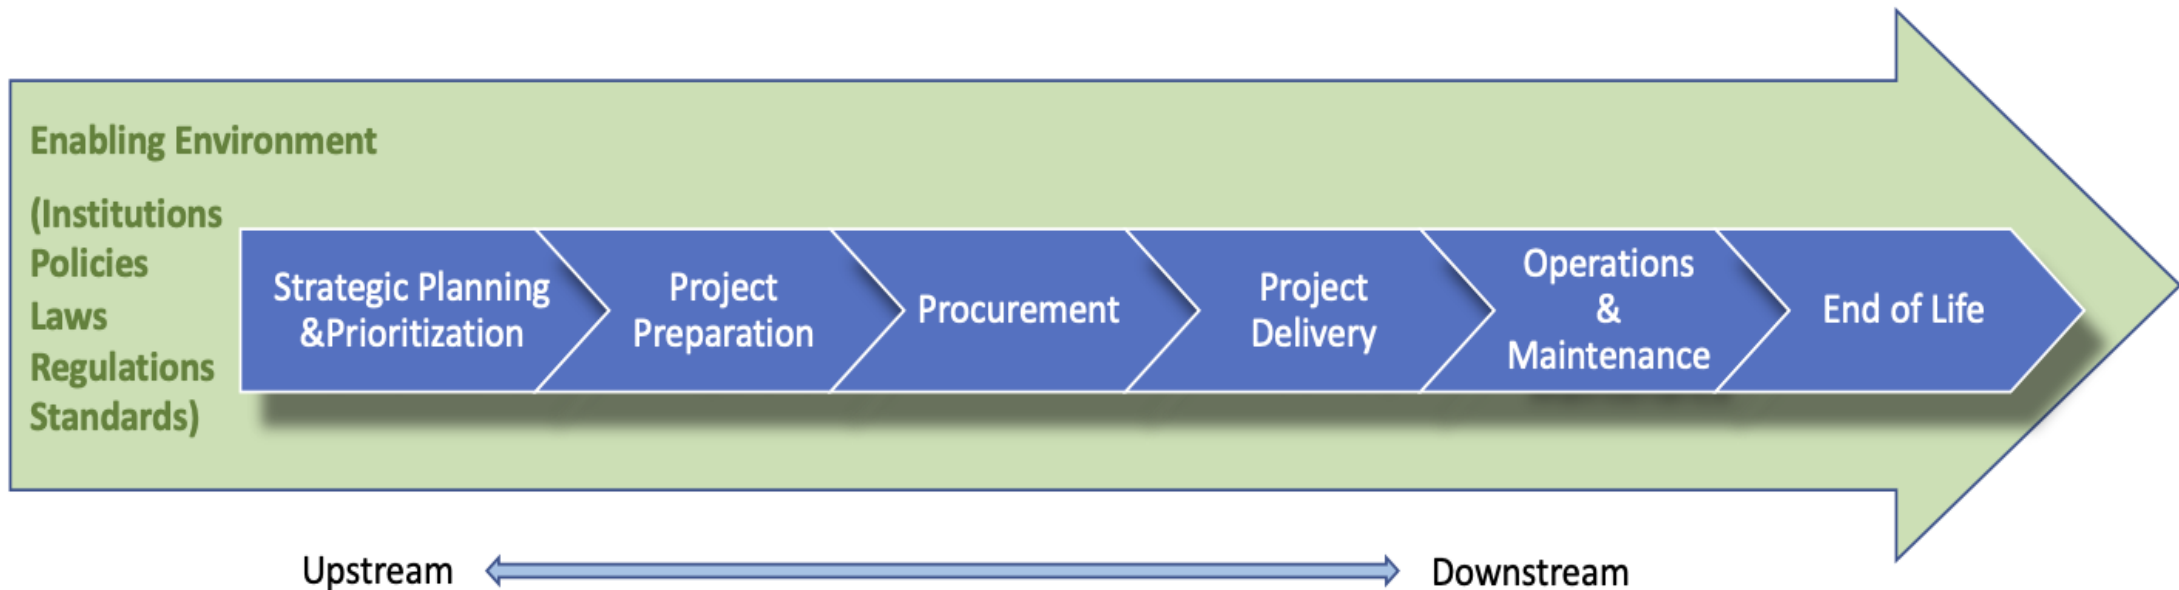 Enabling Environment
(Institutions
Policies
Laws
Regulations
Standards)
Strategic Planning
&Prioritization
Project
Preparation
Procurement
Project
Delivery
Operations
&
Maintenance
End of Life
Upstream
Downstream